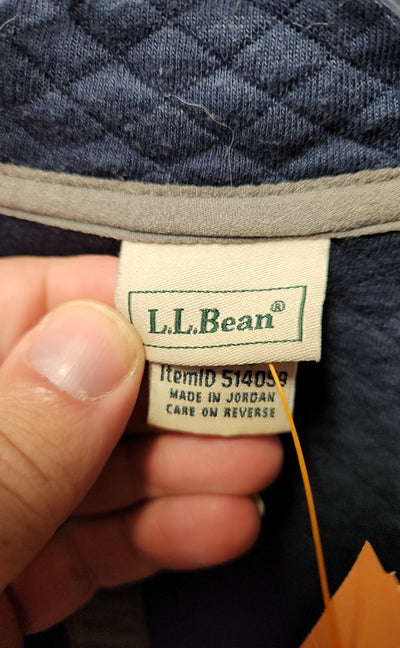 L.L.Bean®
ItemID 514059
MADE IN JORDAN
CARE ON REVERSE